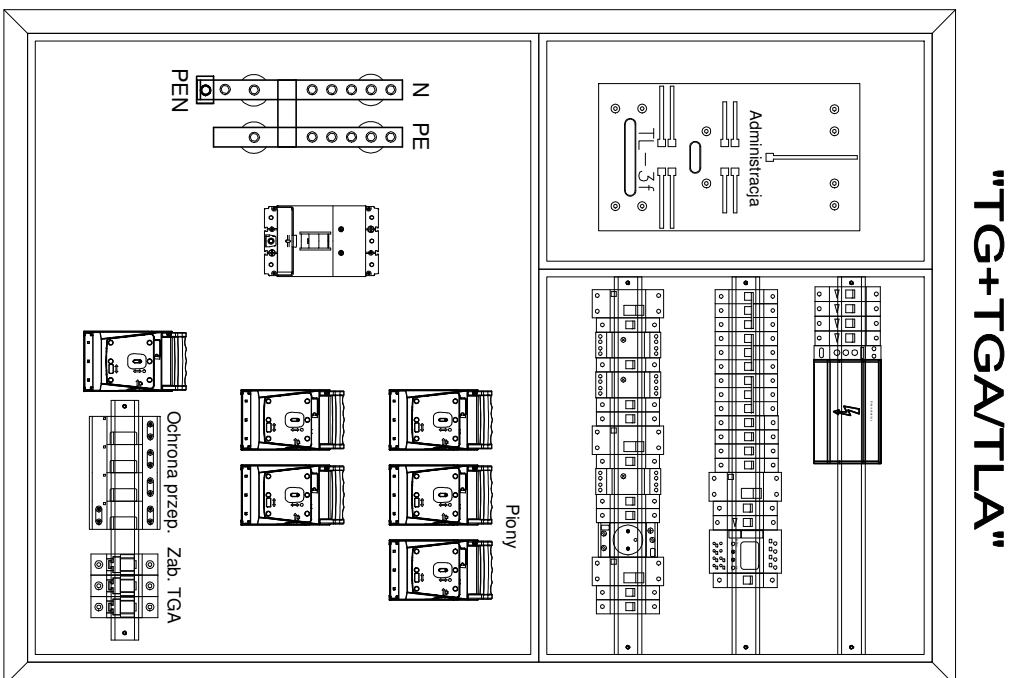 "TG+TGA/TLA"
Administracja
TL-3f
N
PE
PEN
Piony
Ochrona przep.
Zab. TGA